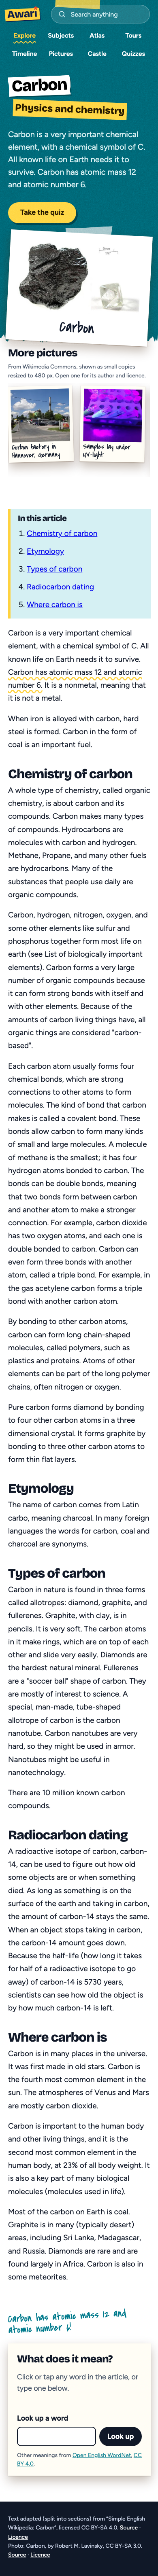 Awari
Search anything
Explore
Subjects
Atlas
Tours
Timeline
Pictures
Castle
Quizzes
Carbon
Physics and chemistry
Carbon is a very important chemical
element, with a chemical symbol of C. All
known life on Earth needs it to survive.
Carbon has atomic mass 12 and atomic
number 6. Carbon has atomic mass 12
and atomic number 6.
Take the quiz
Carbon
More pictures
From Wikimedia Commons, shown as small copies
resized to 480 px. Open one for its author and licence.
Carbon factory in
Hannover, Germany
Samples lay under
UV-light
In this article
1. Chemistry of carbon
2. Etymology
3. Types of carbon
4. Radiocarbon dating
5. Where carbon is
Carbon is a very important chemical
element, with a chemical symbol of C. All
known life on Earth needs it to survive.
Carbon has atomic mass 12 and atomic
number 6. It is a nonmetal, meaning that
it is not a metal.
When iron is alloyed with carbon, hard
steel is formed. Carbon in the form of
coal is an important fuel.
Chemistry of carbon
A whole type of chemistry, called organic
chemistry, is about carbon and its
compounds. Carbon makes many types
of compounds. Hydrocarbons are
molecules with carbon and hydrogen.
Methane, Propane, and many other fuels
are hydrocarbons. Many of the
substances that people use daily are
organic compounds.
Carbon, hydrogen, nitrogen, oxygen, and
some other elements like sulfur and
phosphorus together form most life on
earth (see List of biologically important
elements). Carbon forms a very large
number of organic compounds because
it can form strong bonds with itself and
with other elements. Because of the
amounts of carbon living things have, all
organic things are considered "carbon-
based".
Each carbon atom usually forms four
chemical bonds, which are strong
connections to other atoms to form
molecules. The kind of bond that carbon
makes is called a covalent bond. These
bonds allow carbon to form many kinds
of small and large molecules. A molecule
of methane is the smallest; it has four
hydrogen atoms bonded to carbon. The
bonds can be double bonds, meaning
that two bonds form between carbon
and another atom to make a stronger
connection. For example, carbon dioxide
has two oxygen atoms, and each one is
double bonded to carbon. Carbon can
even form three bonds with another
atom, called a triple bond. For example, in
the gas acetylene carbon forms a triple
bond with another carbon atom.
By bonding to other carbon atoms,
carbon can form long chain-shaped
molecules, called polymers, such as
plastics and proteins. Atoms of other
elements can be part of the long polymer
chains, often nitrogen or oxygen.
Pure carbon forms diamond by bonding
to four other carbon atoms in a three
dimensional crystal. It forms graphite by
bonding to three other carbon atoms to
form thin flat layers.
Etymology
The name of carbon comes from Latin
carbo, meaning charcoal. In many foreign
languages the words for carbon, coal and
charcoal are synonyms.
Types of carbon
Carbon in nature is found in three forms
called allotropes: diamond, graphite, and
fullerenes. Graphite, with clay, is in
pencils. It is very soft. The carbon atoms
in it make rings, which are on top of each
other and slide very easily. Diamonds are
the hardest natural mineral. Fullerenes
are a "soccer ball" shape of carbon. They
are mostly of interest to science. A
special, man-made, tube-shaped
allotrope of carbon is the carbon
nanotube. Carbon nanotubes are very
hard, so they might be used in armor.
Nanotubes might be useful in
nanotechnology.
There are 10 million known carbon
compounds.
Radiocarbon dating
A radioactive isotope of carbon, carbon-
14, can be used to figure out how old
some objects are or when something
died. As long as something is on the
surface of the earth and taking in carbon,
the amount of carbon-14 stays the same.
When an object stops taking in carbon,
the carbon-14 amount goes down.
Because the half-life (how long it takes
for half of a radioactive isotope to go
away) of carbon-14 is 5730 years,
scientists can see how old the object is
by how much carbon-14 is left.
Where carbon is
Carbon is in many places in the universe.
It was first made in old stars. Carbon is
the fourth most common element in the
sun. The atmospheres of Venus and Mars
are mostly carbon dioxide.
Carbon is important to the human body
and other living things, and it is the
second most common element in the
human body, at 23% of all body weight. It
is also a key part of many biological
molecules (molecules used in life).
Most of the carbon on Earth is coal.
Graphite is in many (typically desert)
areas, including Sri Lanka, Madagascar,
and Russia. Diamonds are rare and are
found largely in Africa. Carbon is also in
some meteorites.
Carbon has atomic mass 12 and
atomic number 6!
What does it mean?
Click or tap any word in the article, or
type one below.
Look up a word
Look up
Other meanings from Open English WordNet, CC
BY 4.0.
Text adapted (split into sections) from "Simple English
Wikipedia: Carbon", licensed CC BY-SA 4.0. Source ·
Licence
Photo: Carbon, by Robert M. Lavinsky, CC BY-SA 3.0.
Source · Licence